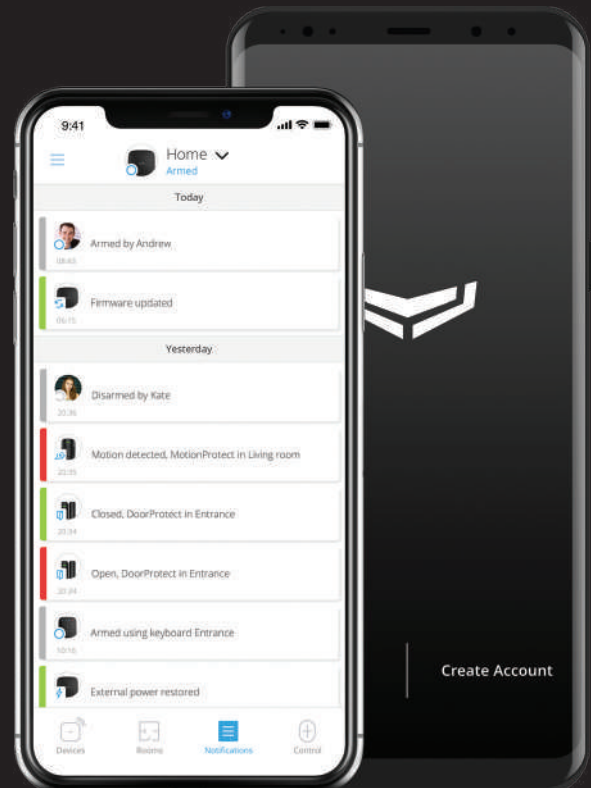 9:41
Home
Armed
Today
Armed by Andrew
Firmware updated
06:15
Yesterday
Disarmed by Kate
20:36
Motion detected, MotionProtect in Living room
20:35
Closed, DoorProtect in Entrance
20:34
Open, DoorProtect in Entrance
20:34
Armed using keyboard Entrance
10:16
External power restored
Devices
Rooms
Notifications
Control
Create Account